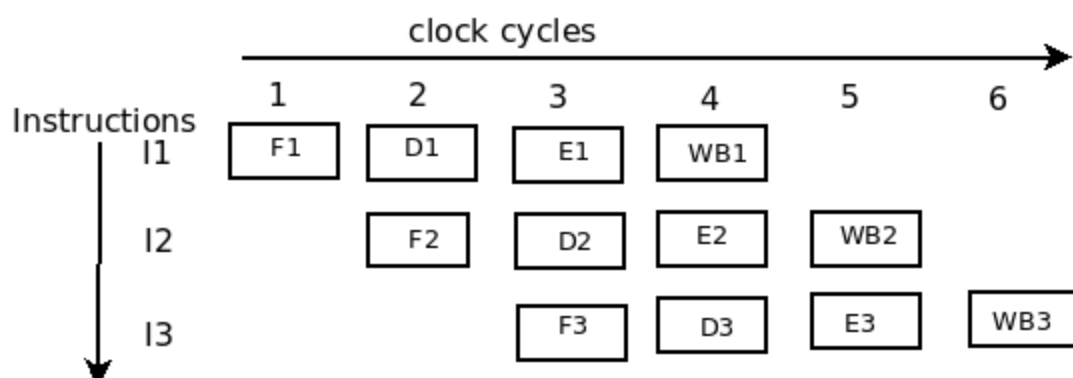 clock cycles
1 2 3 4 5 6
Instructions
I1 F1 D1 E1 WB1
I2 F2 D2 E2 WB2
I3 F3 D3 E3 WB3